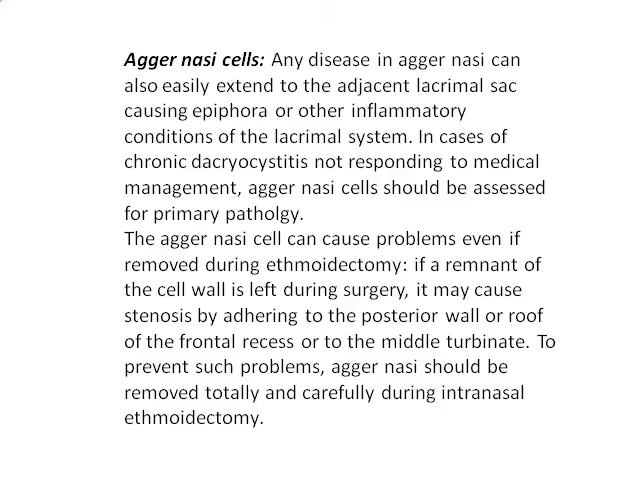 Agger nasi cells: Any disease in agger nasi can
also easily extend to the adjacent lacrimal sac
causing epiphora or other inflammatory
conditions of the lacrimal system. In cases of
chronic dacryocystitis not responding to medical
management, agger nasi cells should be assessed
for primary patholgy.
The agger nasi cell can cause problems even if
removed during ethmoidectomy: if a remnant of
the cell wall is left during surgery, it may cause
stenosis by adhering to the posterior wall or roof
of the frontal recess or to the middle turbinate. To
prevent such problems, agger nasi should be
removed totally and carefully during intranasal
ethmoidectomy.